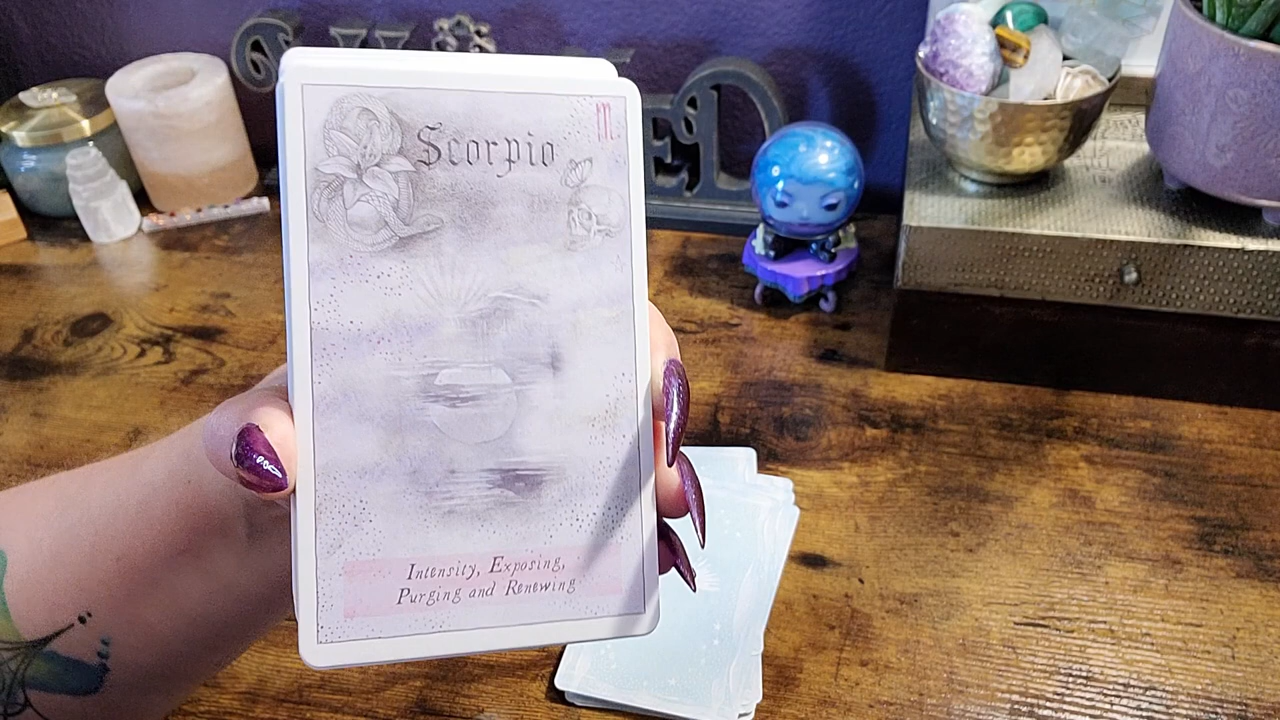 Scorpio
♏
Intensity, Exposing,
Purging and Renewing